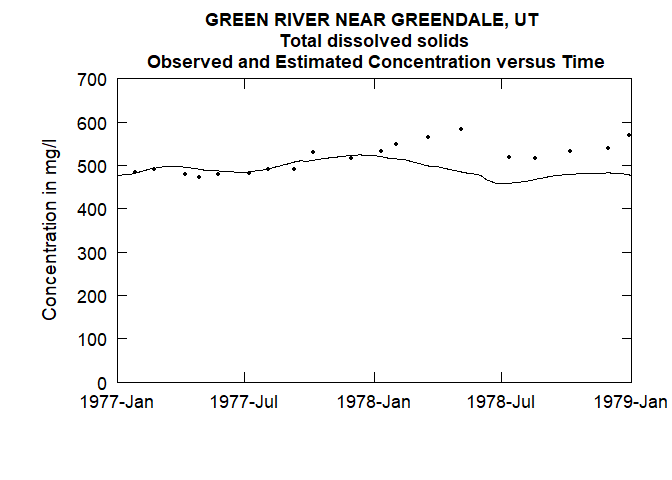 GREEN RIVER NEAR GREENDALE, UT
Total dissolved solids
Observed and Estimated Concentration versus Time
Concentration in mg/l
700
600
500
400
300
200
100
0
1977-Jan 1977-Jul 1978-Jan 1978-Jul 1979-Jan